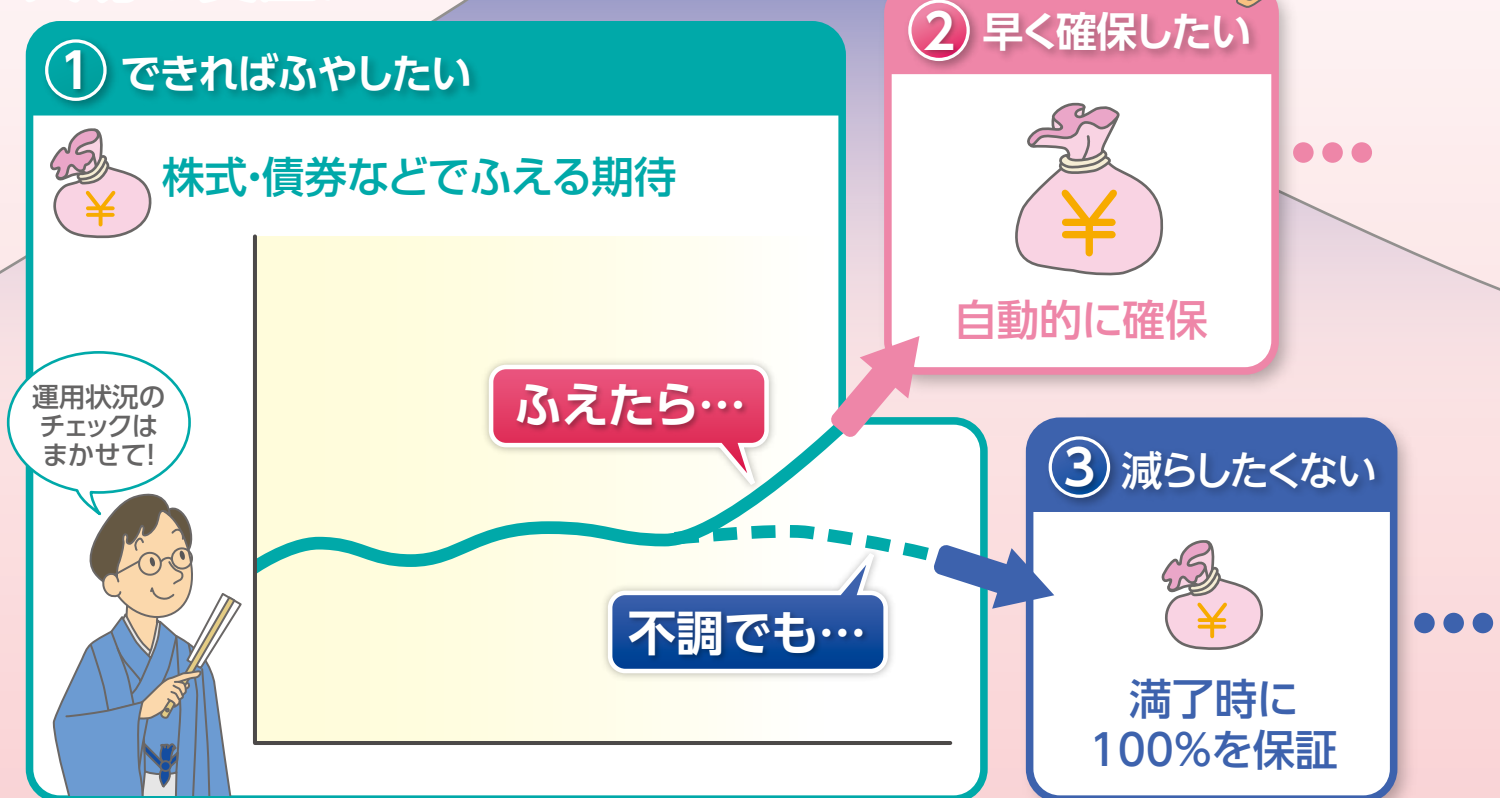 ① できればふやしたい
株式・債券などでふえる期待
¥
運用状況の
チェックは
まかせて!
ふえたら…
不調でも…
② 早く確保したい
¥
自動的に確保
③ 減らしたくない
¥
満了時に
100%を保証